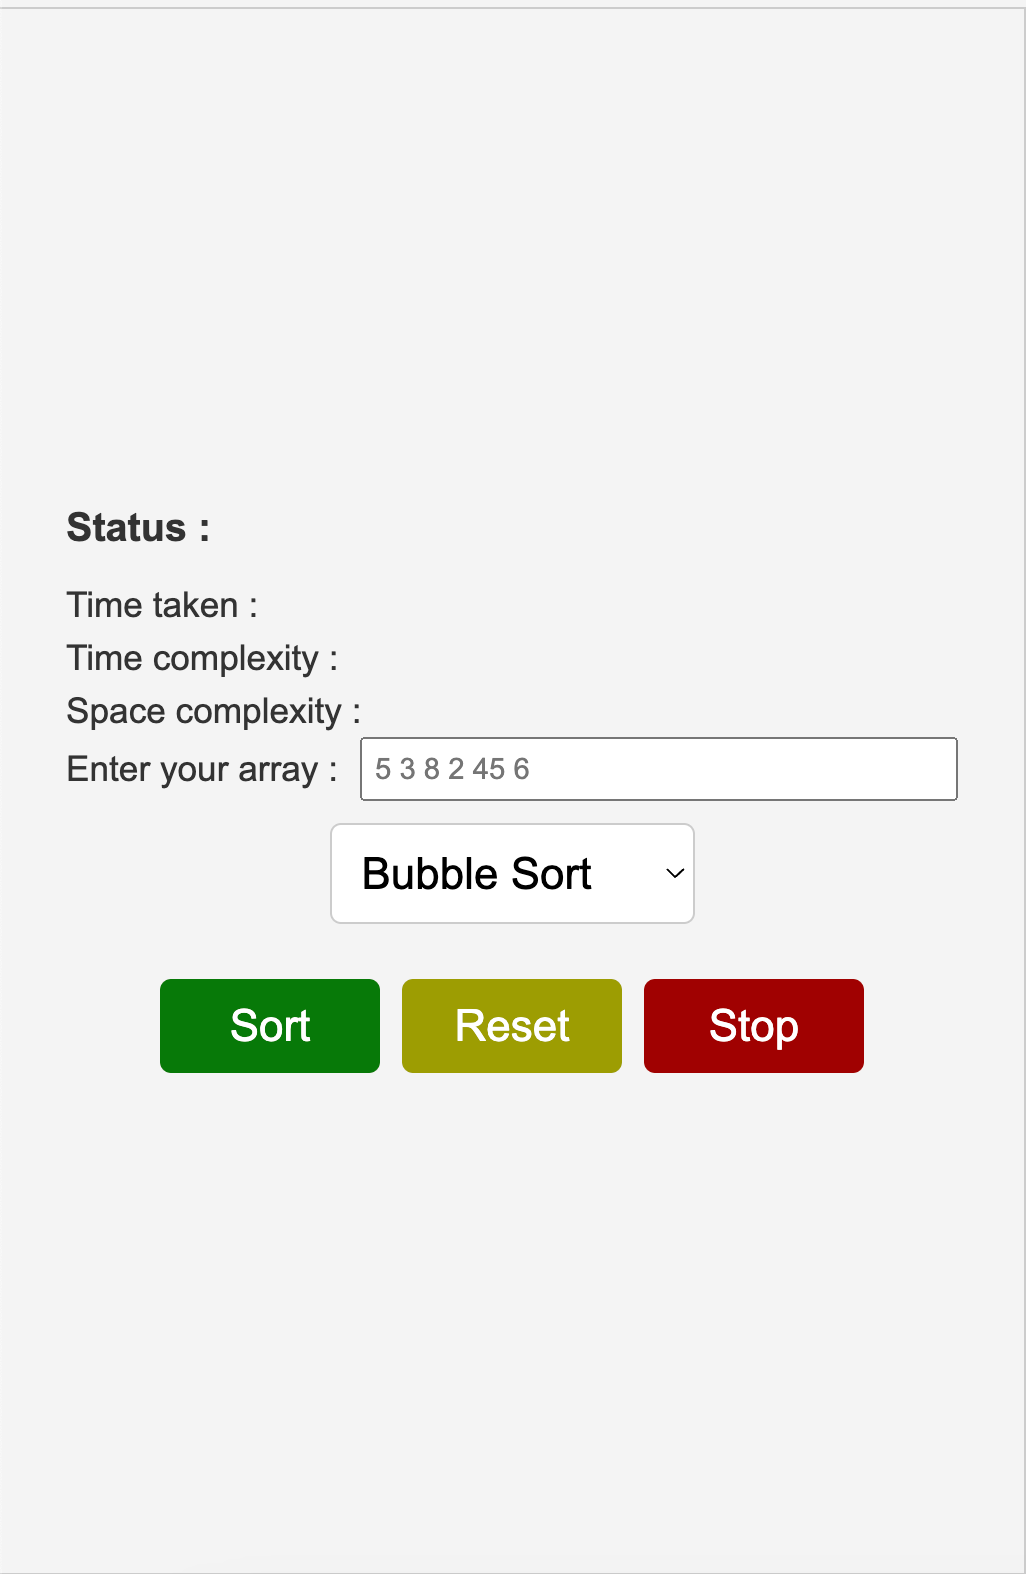 Status :
Time taken :
Time complexity :
Space complexity :
Enter your array : 5 3 8 2 45 6
Bubble Sort
Sort Reset Stop